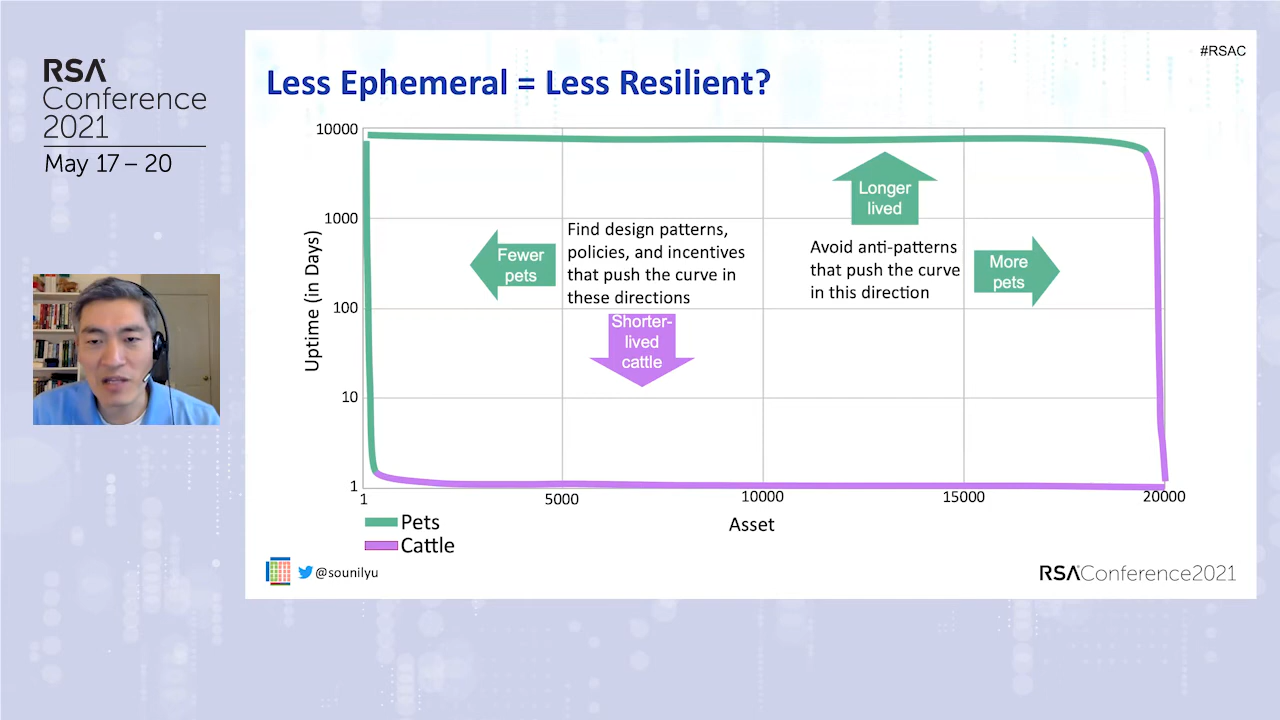 RSA
Conference
2021
May 17 – 20
#RSAC
Less Ephemeral = Less Resilient?
Uptime (in Days)
10000
1000
100
10
1
1
5000
10000
15000
20000
Asset
Fewer
pets
Find design patterns,
policies, and incentives
that push the curve in
these directions
Shorter-
lived
cattle
Longer
lived
Avoid anti-patterns
that push the curve
in this direction
More
pets
Pets
Cattle
@sounilyu
RSAConference2021